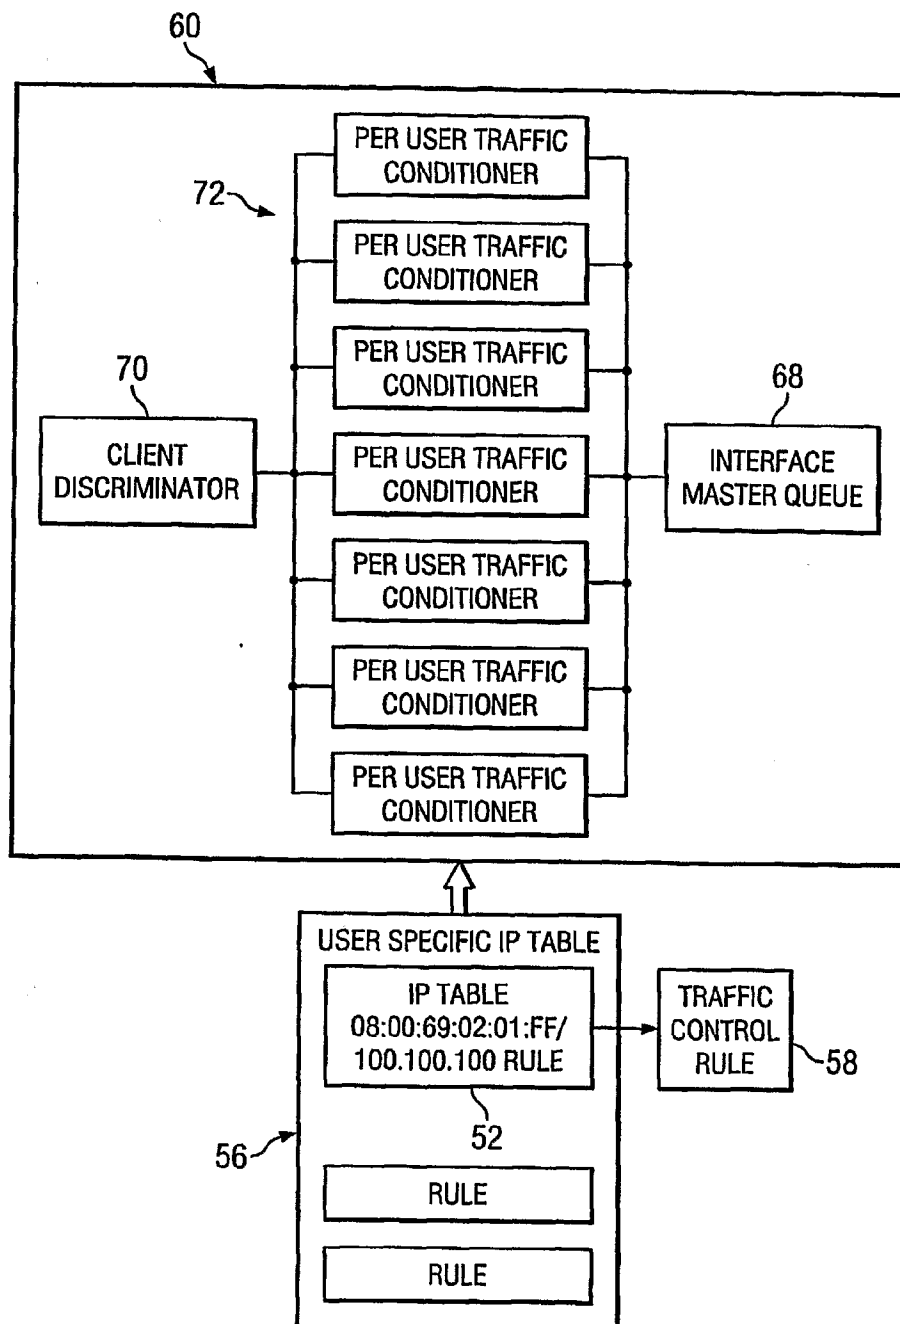 60
PER USER TRAFFIC
CONDITIONER
72
PER USER TRAFFIC
CONDITIONER
PER USER TRAFFIC
CONDITIONER
70
CLIENT
DISCRIMINATOR
PER USER TRAFFIC
CONDITIONER
68
INTERFACE
MASTER QUEUE
PER USER TRAFFIC
CONDITIONER
PER USER TRAFFIC
CONDITIONER
PER USER TRAFFIC
CONDITIONER
USER SPECIFIC IP TABLE
IP TABLE
08:00:69:02:01:FF/
100.100.100 RULE
TRAFFIC
CONTROL
RULE
58
52
56
RULE
RULE